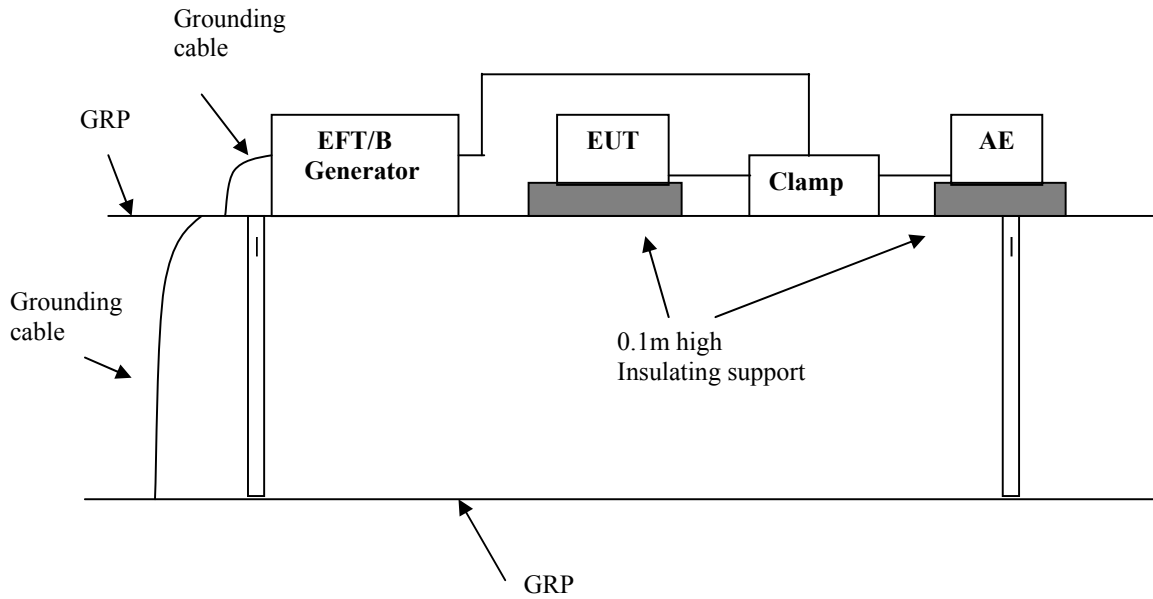 Grounding
cable
GRP
EFT/B
Generator
EUT
Clamp
AE
Grounding
cable
0.1m high
Insulating support
GRP